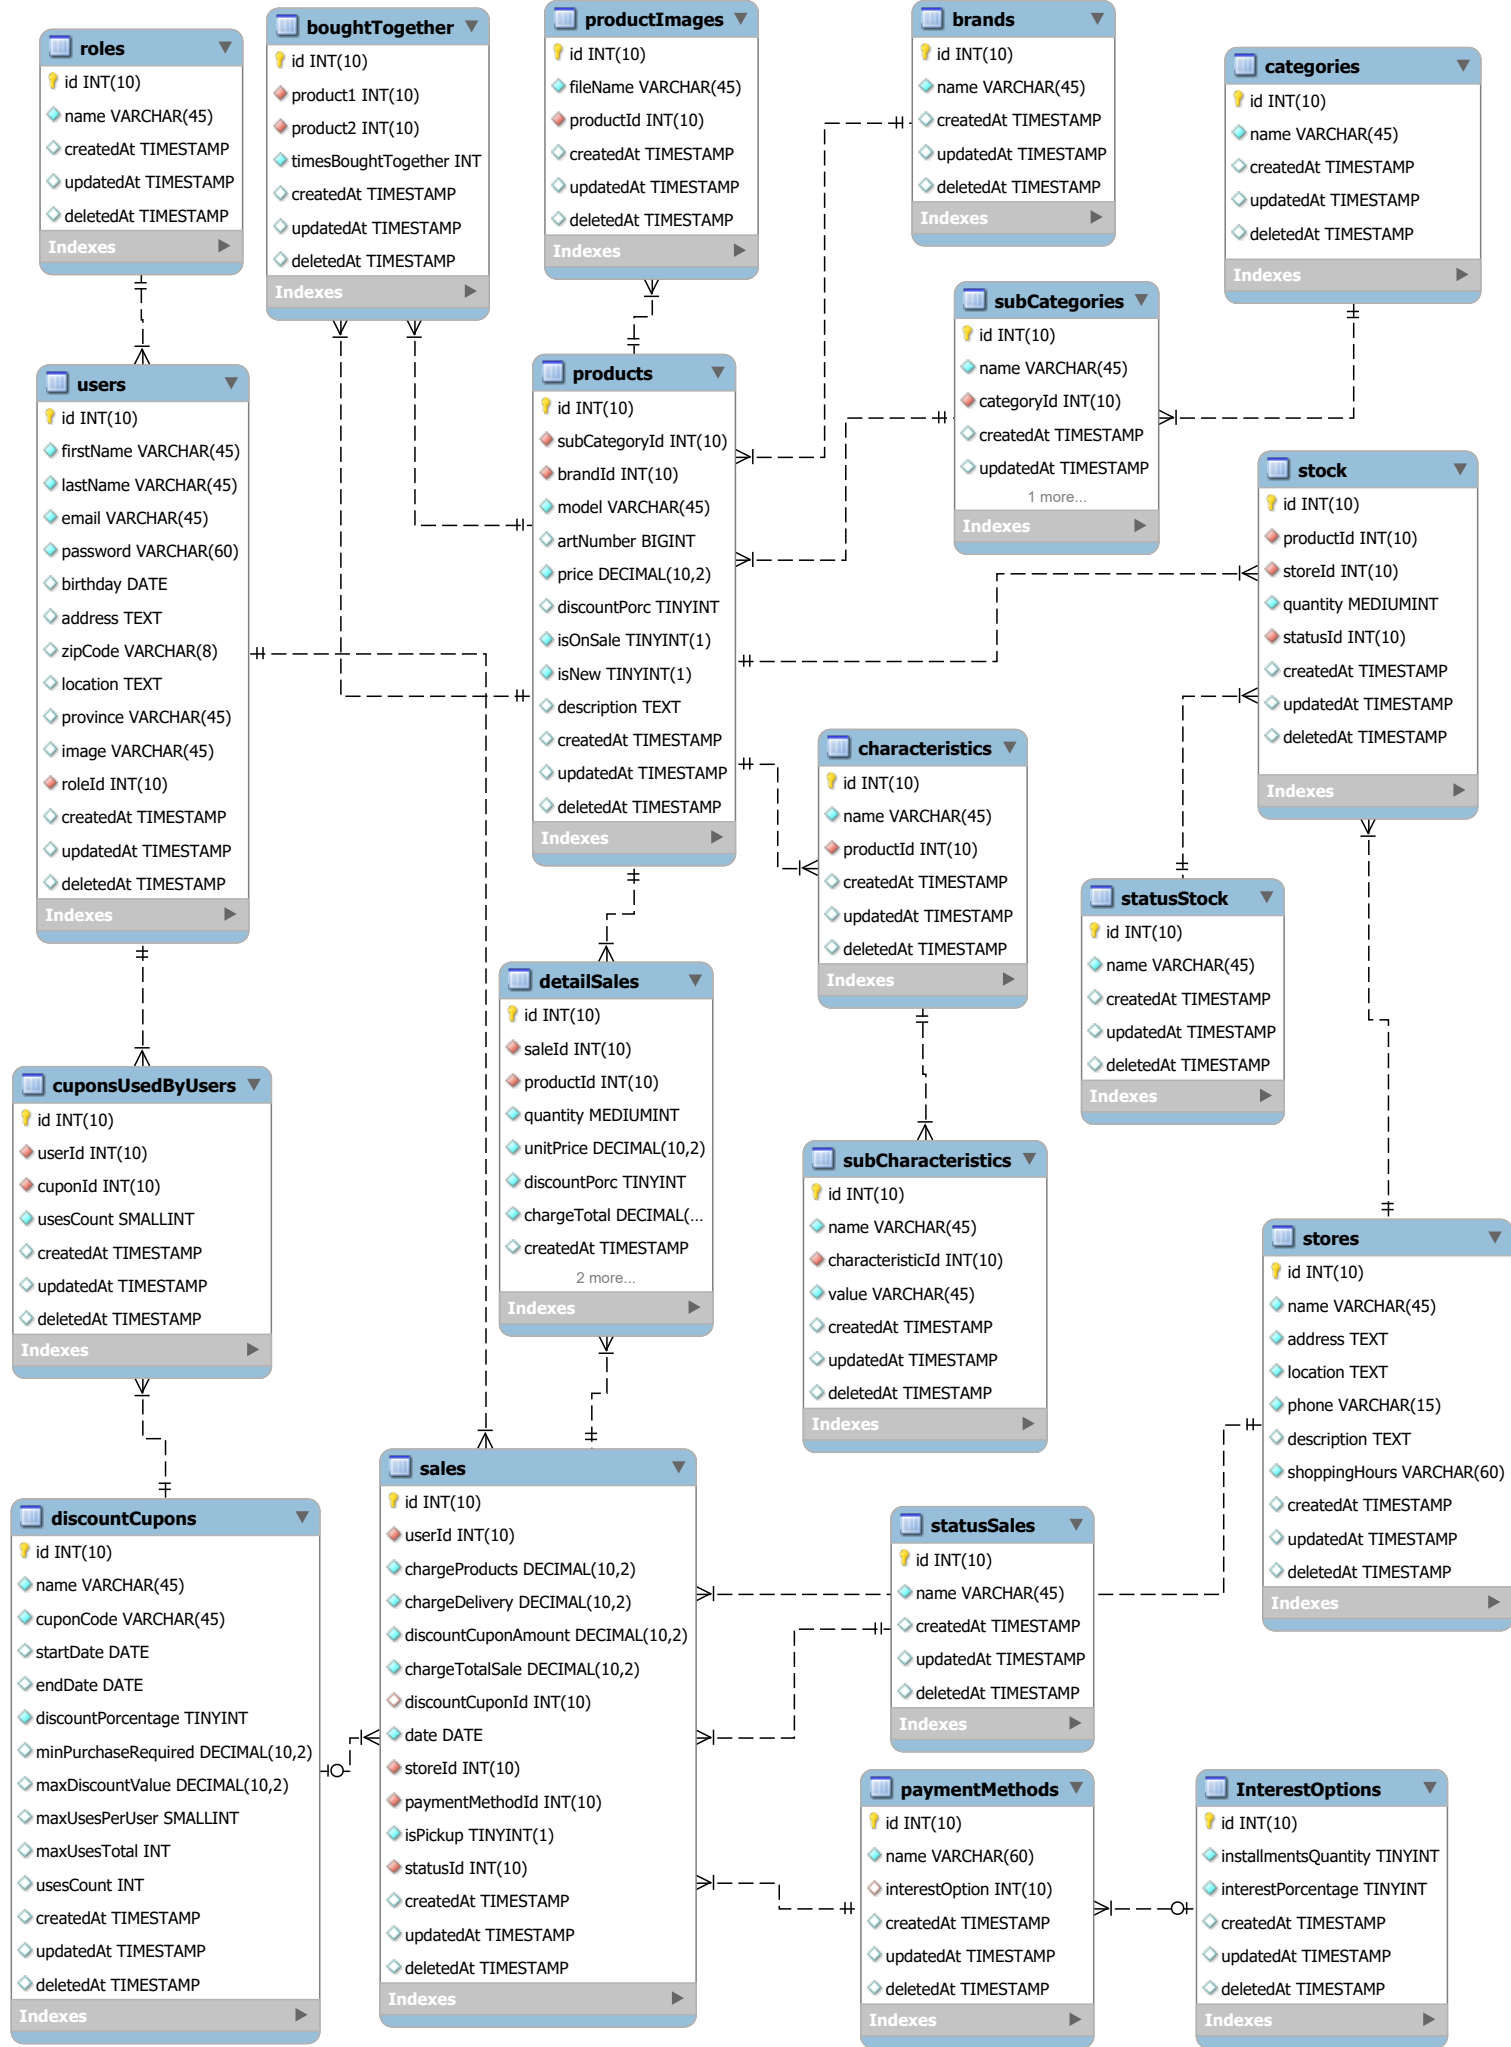 roles
id INT(10)
name VARCHAR(45)
createdAt TIMESTAMP
updatedAt TIMESTAMP
deletedAt TIMESTAMP
Indexes
boughtTogether
id INT(10)
product1 INT(10)
product2 INT(10)
timesBoughtTogether INT
createdAt TIMESTAMP
updatedAt TIMESTAMP
deletedAt TIMESTAMP
Indexes
productImages
id INT(10)
fileName VARCHAR(45)
productId INT(10)
createdAt TIMESTAMP
updatedAt TIMESTAMP
deletedAt TIMESTAMP
Indexes
brands
id INT(10)
name VARCHAR(45)
createdAt TIMESTAMP
updatedAt TIMESTAMP
deletedAt TIMESTAMP
Indexes
categories
id INT(10)
name VARCHAR(45)
createdAt TIMESTAMP
updatedAt TIMESTAMP
deletedAt TIMESTAMP
Indexes
subCategories
id INT(10)
name VARCHAR(45)
categoryId INT(10)
createdAt TIMESTAMP
updatedAt TIMESTAMP
1 more...
Indexes
users
id INT(10)
firstName VARCHAR(45)
lastName VARCHAR(45)
email VARCHAR(45)
password VARCHAR(60)
birthday DATE
address TEXT
zipCode VARCHAR(8)
location TEXT
province VARCHAR(45)
image VARCHAR(45)
roleId INT(10)
createdAt TIMESTAMP
updatedAt TIMESTAMP
deletedAt TIMESTAMP
Indexes
products
id INT(10)
subCategoryId INT(10)
brandId INT(10)
model VARCHAR(45)
artNumber BIGINT
price DECIMAL(10,2)
discountPorc TINYINT
isOnSale TINYINT(1)
isNew TINYINT(1)
description TEXT
createdAt TIMESTAMP
updatedAt TIMESTAMP
deletedAt TIMESTAMP
Indexes
stock
id INT(10)
productId INT(10)
storeId INT(10)
quantity MEDIUMINT
statusId INT(10)
createdAt TIMESTAMP
updatedAt TIMESTAMP
deletedAt TIMESTAMP
Indexes
characteristics
id INT(10)
name VARCHAR(45)
productId INT(10)
createdAt TIMESTAMP
updatedAt TIMESTAMP
deletedAt TIMESTAMP
Indexes
statusStock
id INT(10)
name VARCHAR(45)
createdAt TIMESTAMP
updatedAt TIMESTAMP
deletedAt TIMESTAMP
Indexes
detailSales
id INT(10)
saleId INT(10)
productId INT(10)
quantity MEDIUMINT
unitPrice DECIMAL(10,2)
discountPorc TINYINT
chargeTotal DECIMAL(...
createdAt TIMESTAMP
2 more...
Indexes
cuponsUsedByUsers
id INT(10)
userId INT(10)
cuponId INT(10)
usesCount SMALLINT
createdAt TIMESTAMP
updatedAt TIMESTAMP
deletedAt TIMESTAMP
Indexes
subCharacteristics
id INT(10)
name VARCHAR(45)
characteristicId INT(10)
value VARCHAR(45)
createdAt TIMESTAMP
updatedAt TIMESTAMP
deletedAt TIMESTAMP
Indexes
stores
id INT(10)
name VARCHAR(45)
address TEXT
location TEXT
phone VARCHAR(15)
description TEXT
shoppingHours VARCHAR(60)
createdAt TIMESTAMP
updatedAt TIMESTAMP
deletedAt TIMESTAMP
Indexes
discountCupons
id INT(10)
name VARCHAR(45)
cuponCode VARCHAR(45)
startDate DATE
endDate DATE
discountPorcentage TINYINT
minPurchaseRequired DECIMAL(10,2)
maxDiscountValue DECIMAL(10,2)
maxUsesPerUser SMALLINT
maxUsesTotal INT
usesCount INT
createdAt TIMESTAMP
updatedAt TIMESTAMP
deletedAt TIMESTAMP
Indexes
sales
id INT(10)
userId INT(10)
chargeProducts DECIMAL(10,2)
chargeDelivery DECIMAL(10,2)
discountCuponAmount DECIMAL(10,2)
chargeTotalSale DECIMAL(10,2)
discountCuponId INT(10)
date DATE
storeId INT(10)
paymentMethodId INT(10)
isPickup TINYINT(1)
statusId INT(10)
createdAt TIMESTAMP
updatedAt TIMESTAMP
deletedAt TIMESTAMP
Indexes
statusSales
id INT(10)
name VARCHAR(45)
createdAt TIMESTAMP
updatedAt TIMESTAMP
deletedAt TIMESTAMP
Indexes
paymentMethods
id INT(10)
name VARCHAR(60)
interestOption INT(10)
createdAt TIMESTAMP
updatedAt TIMESTAMP
deletedAt TIMESTAMP
Indexes
InterestOptions
id INT(10)
installmentsQuantity TINYINT
interestPorcentage TINYINT
createdAt TIMESTAMP
updatedAt TIMESTAMP
deletedAt TIMESTAMP
Indexes